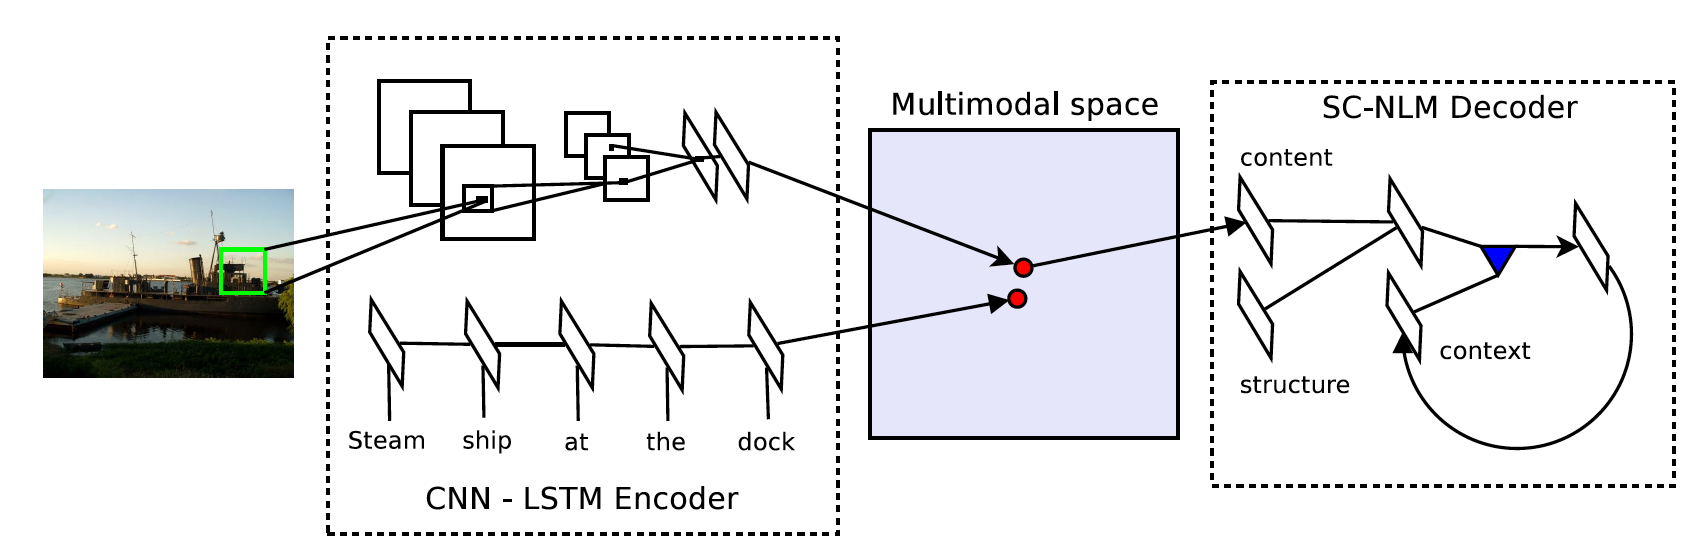 Multimodal space
SC-NLM Decoder
content
structure
context
Steam ship at the dock
CNN - LSTM Encoder